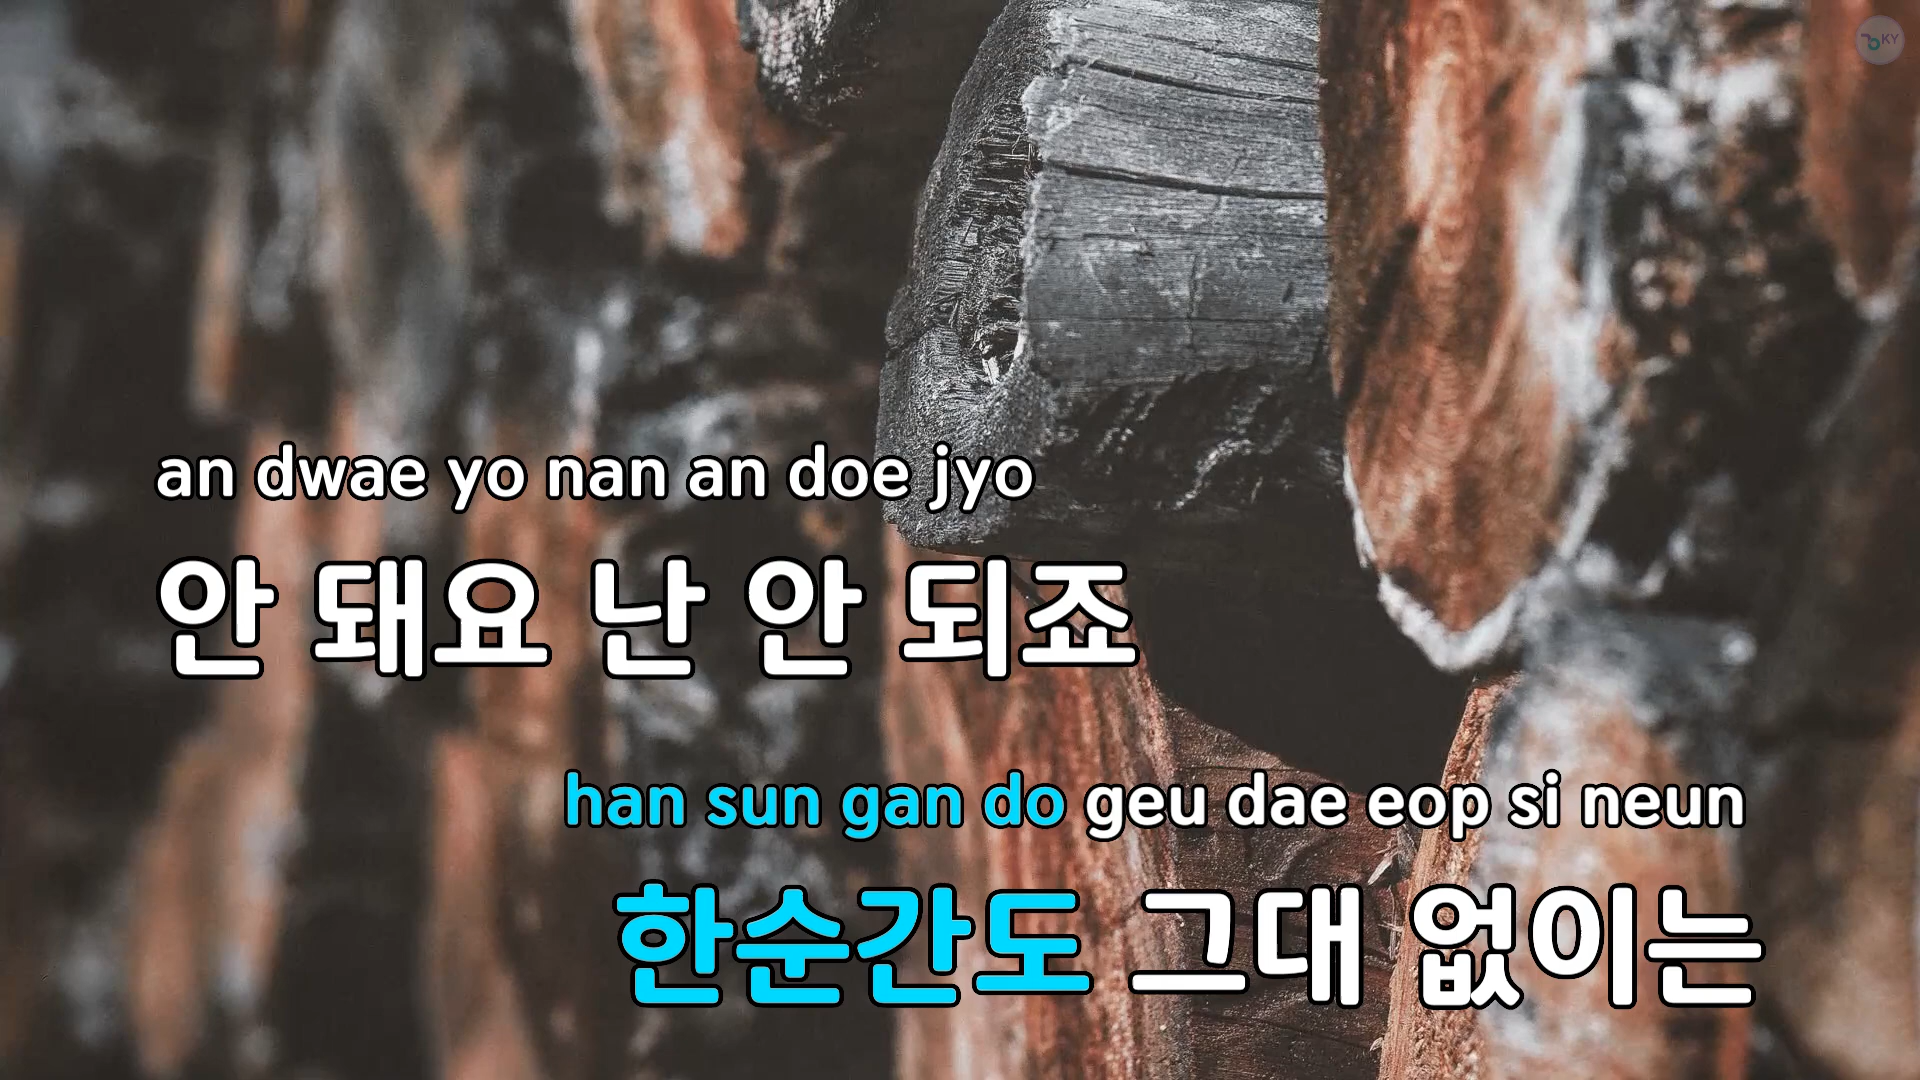 KY
an dwae yo nan an doe jyo
안 돼요 난 안 되죠
han sun gan do geu dae eop si neun
한순간도 그대 없이는